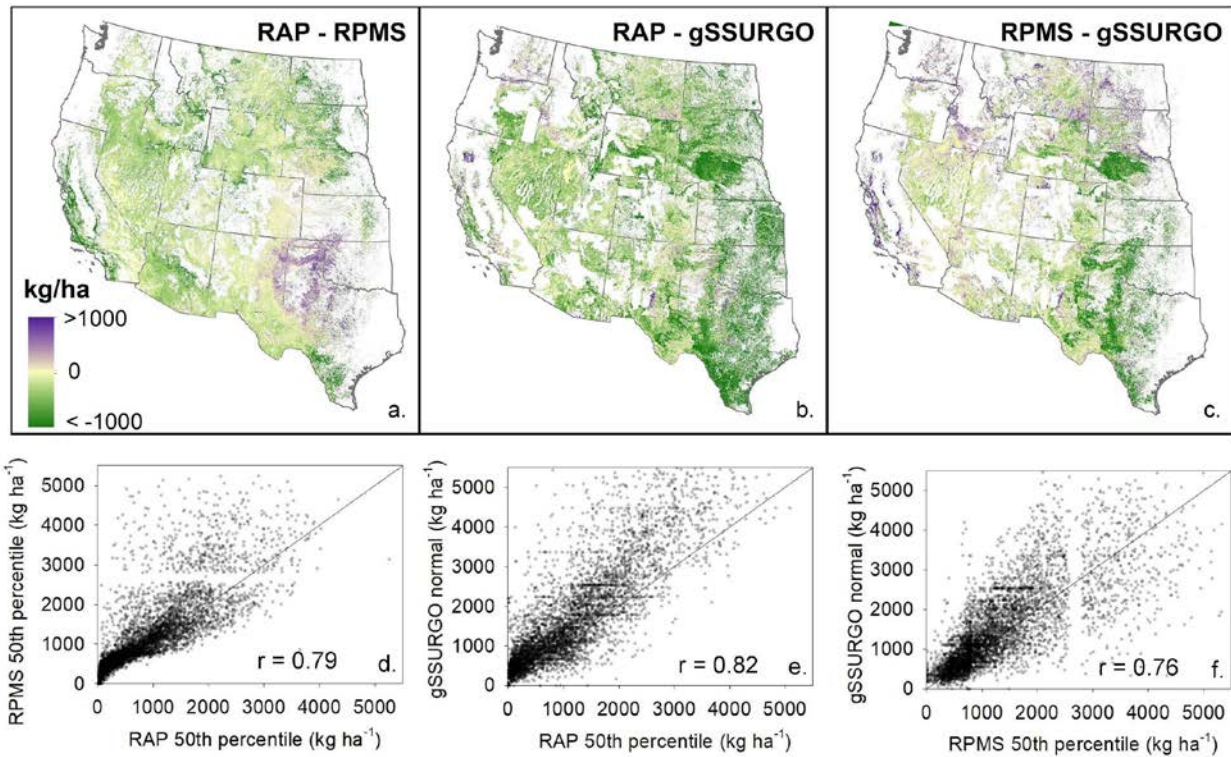 RAP - RPMS
RAP - gSSURGO
RPMS - gSSURGO
kg/ha
>1000
0
< -1000
a.
b.
c.
RPMS 50th percentile (kg ha⁻¹)
5000
4000
3000
2000
1000
0
0 1000 2000 3000 4000 5000
r = 0.79
d.
RAP 50th percentile (kg ha⁻¹)
gSSURGO normal (kg ha⁻¹)
5000
4000
3000
2000
1000
0
0 1000 2000 3000 4000 5000
r = 0.82
e.
RAP 50th percentile (kg ha⁻¹)
gSSURGO normal (kg ha⁻¹)
5000
4000
3000
2000
1000
0
0 1000 2000 3000 4000 5000
r = 0.76
f.
RPMS 50th percentile (kg ha⁻¹)